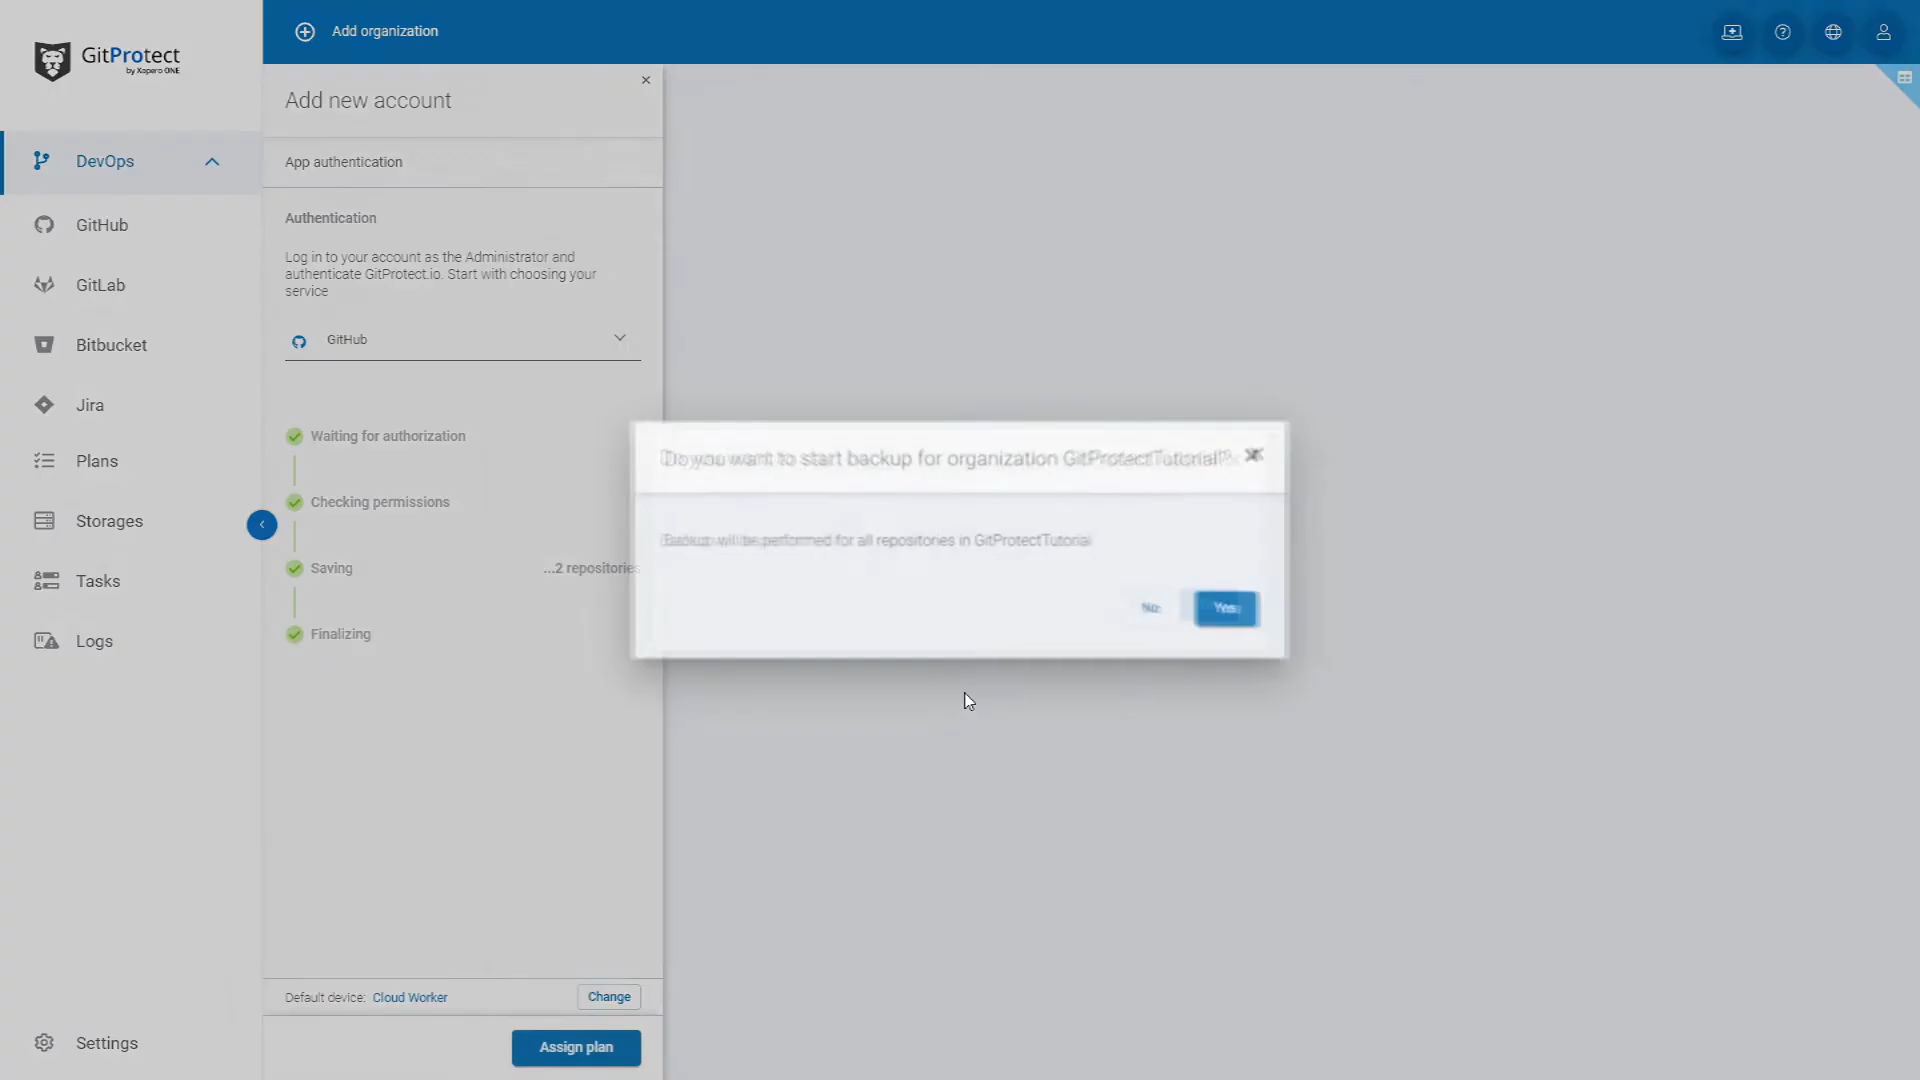 GitProtect
by Xopero ONE
Add organization
DevOps
GitHub
GitLab
Bitbucket
Jira
Plans
Storages
Tasks
Logs
Settings
Add new account
App authentication
Authentication
Log in to your account as the Administrator and
authenticate GitProtect.io. Start with choosing your
service
GitHub
Waiting for authorization
Checking permissions
Saving ...2 repositories
Finalizing
Default device: Cloud Worker Change
Assign plan
Do you want to start backup for organization GitProtectTutorial?
Backup will be performed for all repositories in GitProtectTutorial
No Yes